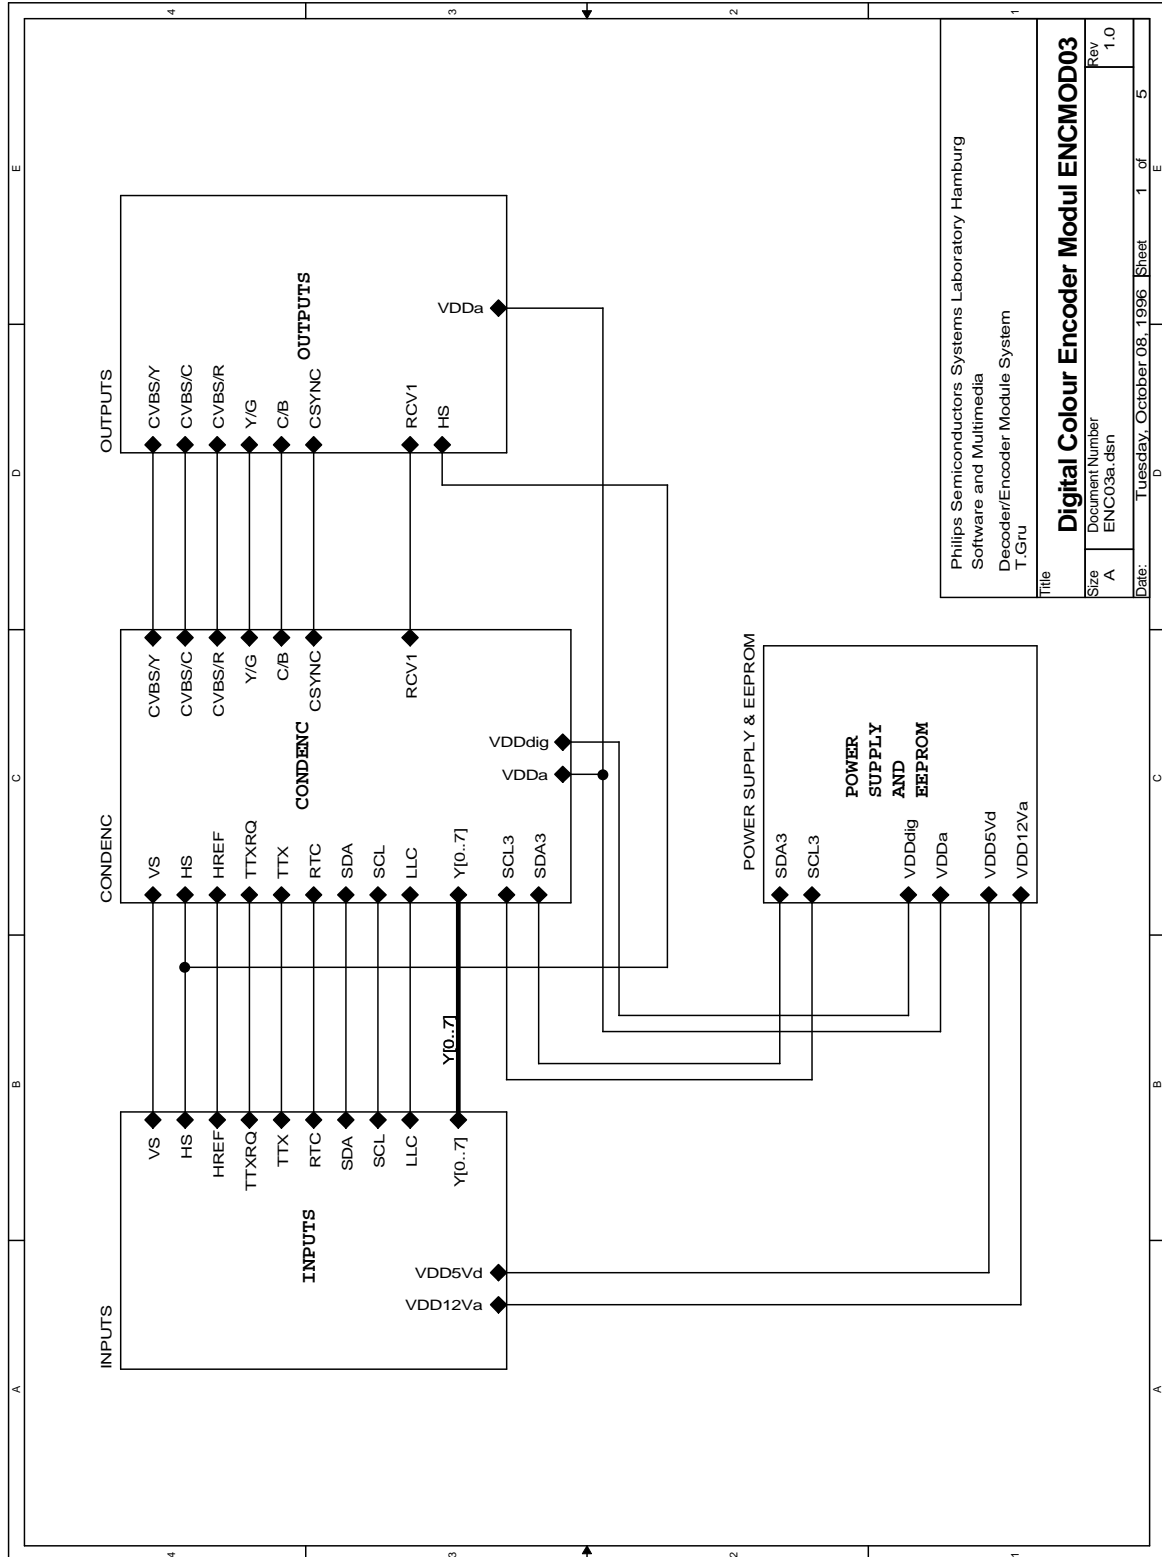 A
B
C
D
E
4
3
2
1
INPUTS
VS
HS
HREF
TTXRQ
TTX
RTC
SDA
SCL
LLC
Y[0..7]
INPUTS
VDD5Vd
VDD12Va
Y[0..7]
CONDENC
VS
HS
HREF
TTXRQ
TTX
RTC
SDA
SCL
LLC
Y[0..7]
SCL3
SDA3
CONDENC
CVBS/Y
CVBS/C
CVBS/R
Y/G
C/B
CSYNC
RCV1
VDDdig
VDDa
OUTPUTS
CVBS/Y
CVBS/C
CVBS/R
Y/G
C/B
CSYNC
RCV1
HS
OUTPUTS
VDDa
POWER SUPPLY & EEPROM
SDA3
SCL3
VDDdig
VDDa
VDD5Vd
VDD12Va
POWER
SUPPLY
AND
EEPROM
Philips Semiconductors Systems Laboratory Hamburg
Software and Multimedia
Decoder/Encoder Module System
T.Gru
Title
Digital Colour Encoder Modul ENCMOD03
Size
A
Document Number
ENC03a.dsn
Rev
1.0
Date: Tuesday, October 08, 1996 Sheet 1 of 5
4
3
2
1
A
B
C
D
E